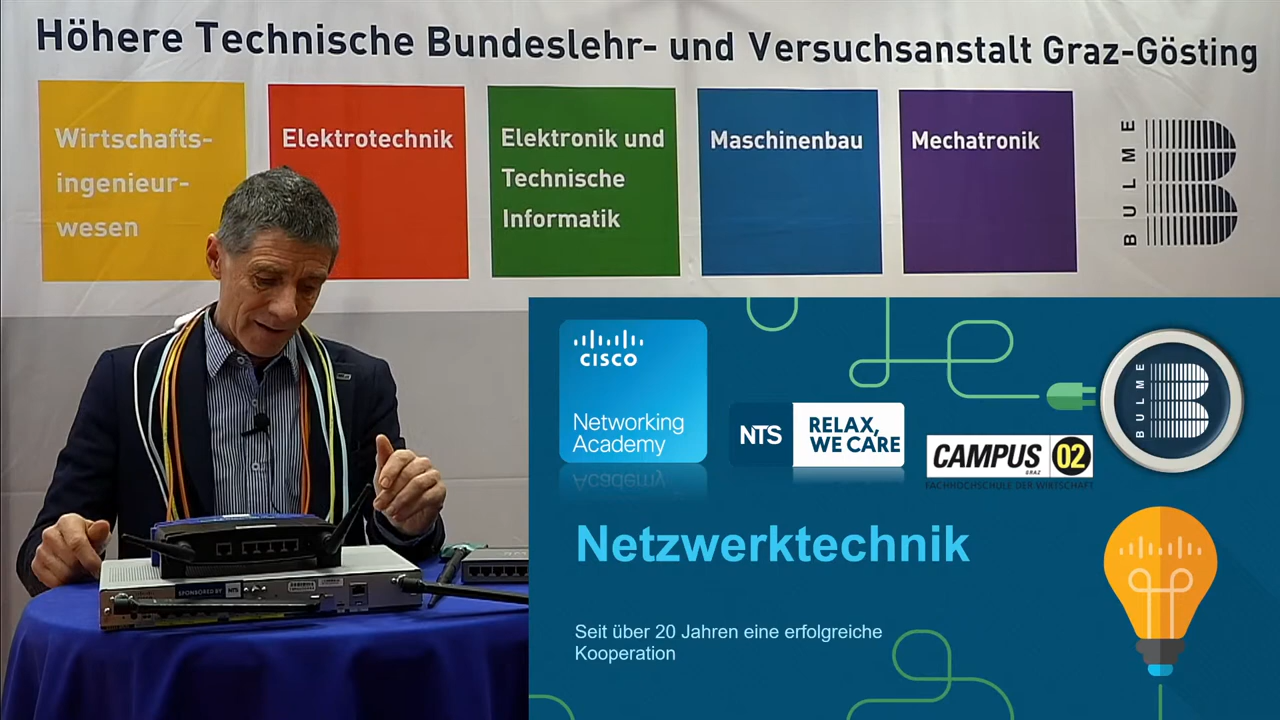 Höhere Technische Bundeslehr- und Versuchsanstalt Graz-Gösting
Wirtschafts-
ingenieur-
wesen
Elektrotechnik
Elektronik und
Technische
Informatik
Maschinenbau
Mechatronik
BULME
CISCO
Networking
Academy
NTS
RELAX,
WE CARE
CAMPUS 02
GRAZ
FACHHOCHSCHULE DER WIRTSCHAFT
BULME
Netzwerktechnik
Seit über 20 Jahren eine erfolgreiche
Kooperation
SPONSORED BY NTS